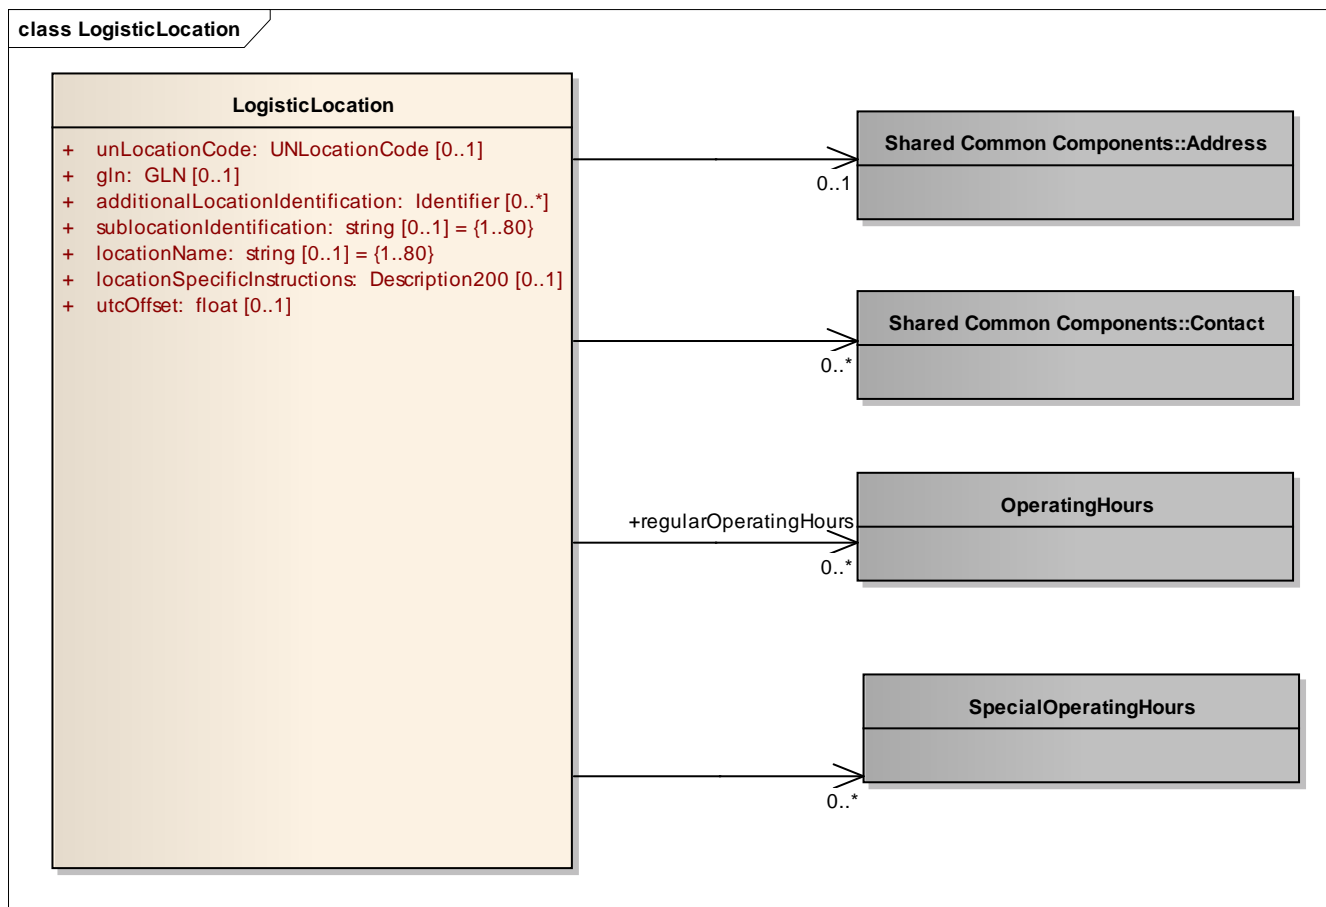 class LogisticLocation
LogisticLocation
+ unLocationCode: UNLocationCode [0..1]
+ gln: GLN [0..1]
+ additionalLocationIdentification: Identifier [0..*]
+ sublocationIdentification: string [0..1] = {1..80}
+ locationName: string [0..1] = {1..80}
+ locationSpecificInstructions: Description200 [0..1]
+ utcOffset: float [0..1]
Shared Common Components::Address
0..1
Shared Common Components::Contact
0..*
OperatingHours
+regularOperatingHours
0..*
SpecialOperatingHours
0..*